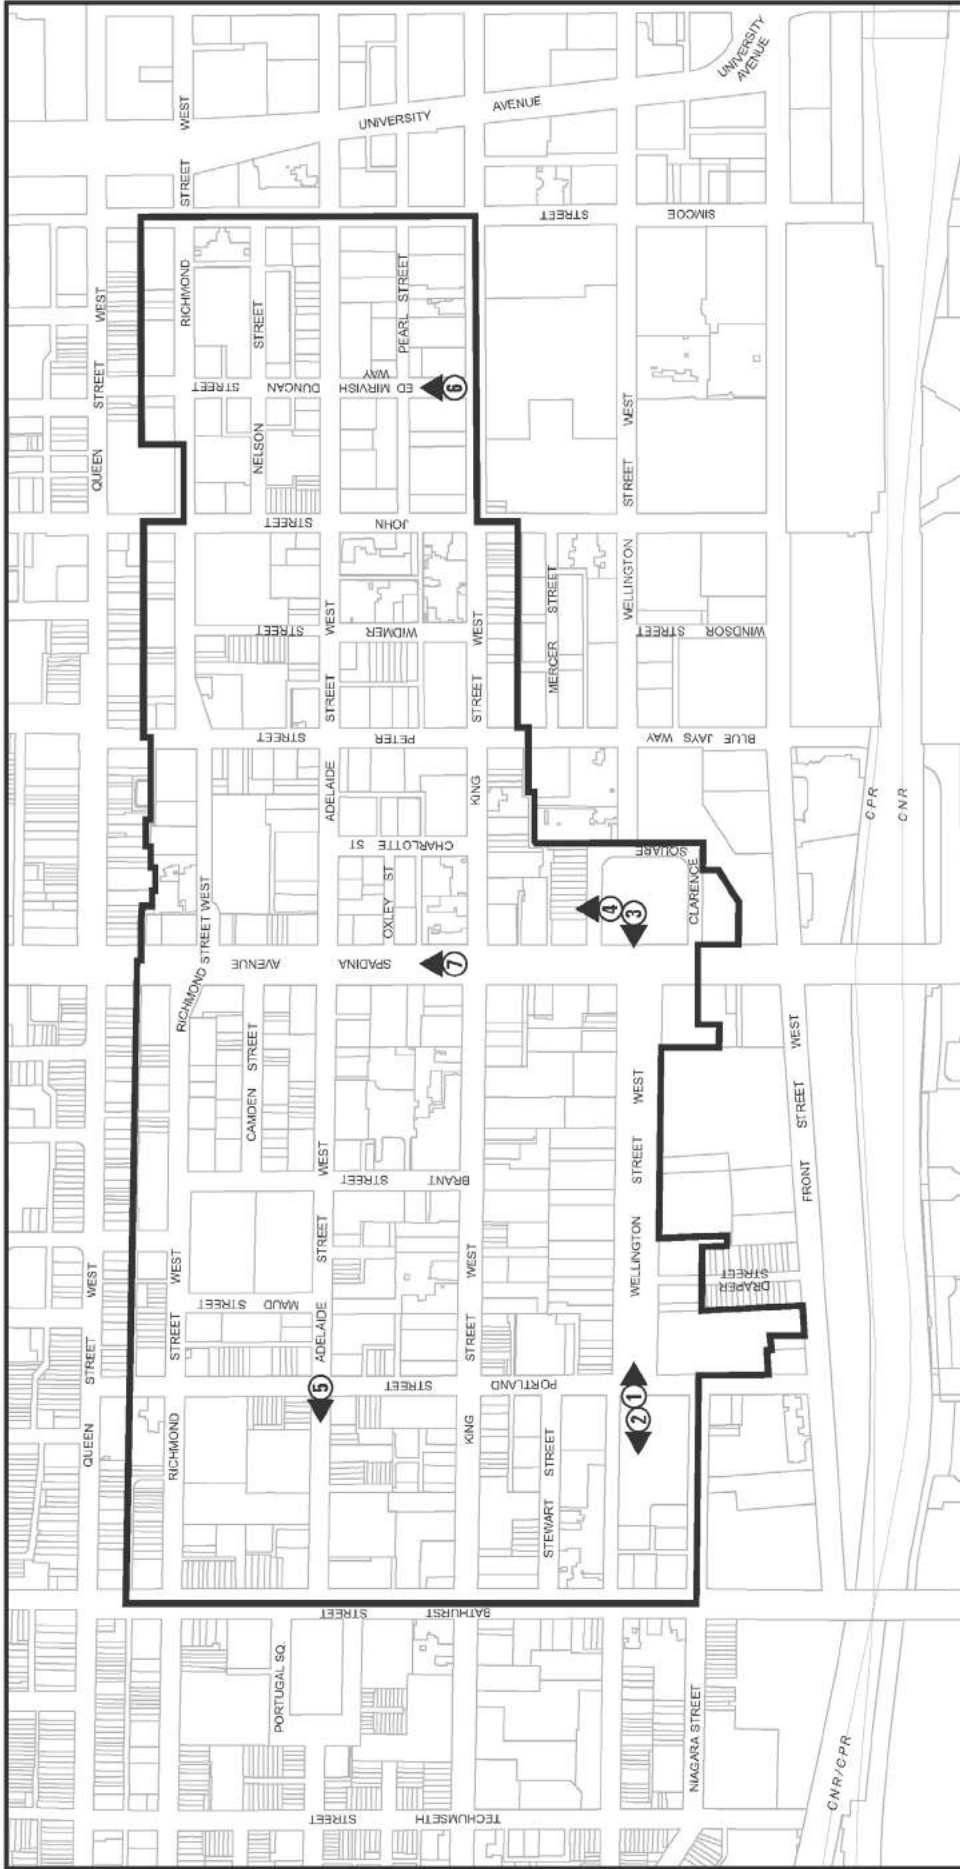 UNIVERSITY AVENUE
UNIVERSITY AVENUE
STREET WEST
SIMCOE STREET
QUEEN STREET WEST
RICHMOND
NELSON STREET
DUNCAN STREET
ED MIRVISH WAY
PEARL STREET
6
JOHN STREET
WELLINGTON STREET WEST
MERCER STREET
WIDMER STREET
WINDSOR STREET
ADELAIDE STREET WEST
KING STREET WEST
PETER STREET
BLUE JAYS WAY
CPR
CNR
CHARLOTTE ST
OXLEY ST
CLARENCE SQUARE
4
3
RICHMOND STREET WEST
SPADINA AVENUE
7
CAMDEN STREET
BRANT STREET
WELLINGTON STREET WEST
FRONT STREET WEST
DRAPER STREET
QUEEN STREET WEST
RICHMOND STREET WEST
MAUD STREET
ADELAIDE STREET WEST
KING STREET WEST
PORTLAND STREET
5
1
2
STEWART STREET
BATHURST STREET
PORTUGAL SQ.
NIAGARA STREET
TECHUMSETH STREET
CNR/CPR